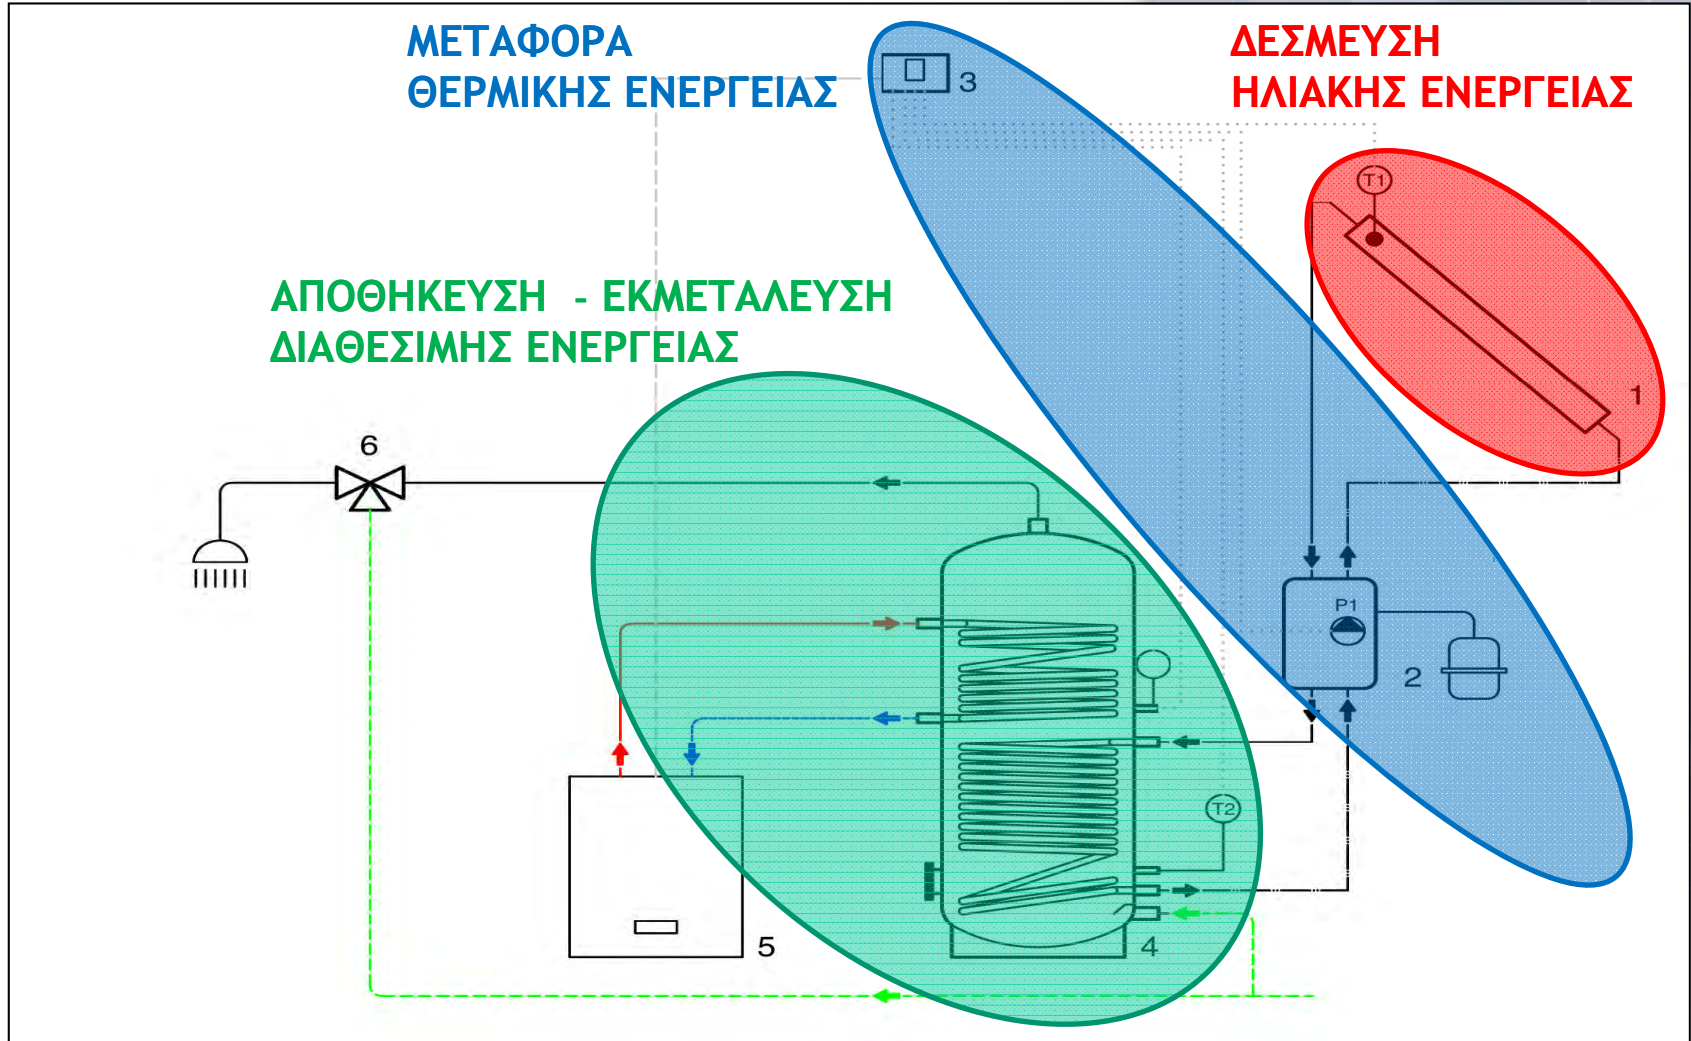 ΜΕΤΑΦΟΡΑ
ΘΕΡΜΙΚΗΣ ΕΝΕΡΓΕΙΑΣ
ΔΕΣΜΕΥΣΗ
ΗΛΙΑΚΗΣ ΕΝΕΡΓΕΙΑΣ
3
T1
ΑΠΟΘΗΚΕΥΣΗ - ΕΚΜΕΤΑΛΕΥΣΗ
ΔΙΑΘΕΣΙΜΗΣ ΕΝΕΡΓΕΙΑΣ
1
6
P1
2
T2
5
4